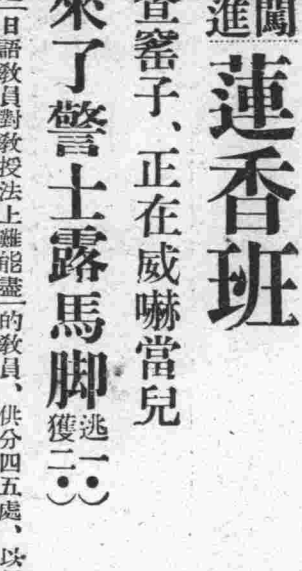 闖進
蓮香班
查窰子、正在威嚇當兒
來了警士露馬脚
逃一●
獲二●
日語教員對教授法上難能盡一的教員、供分四五處、以